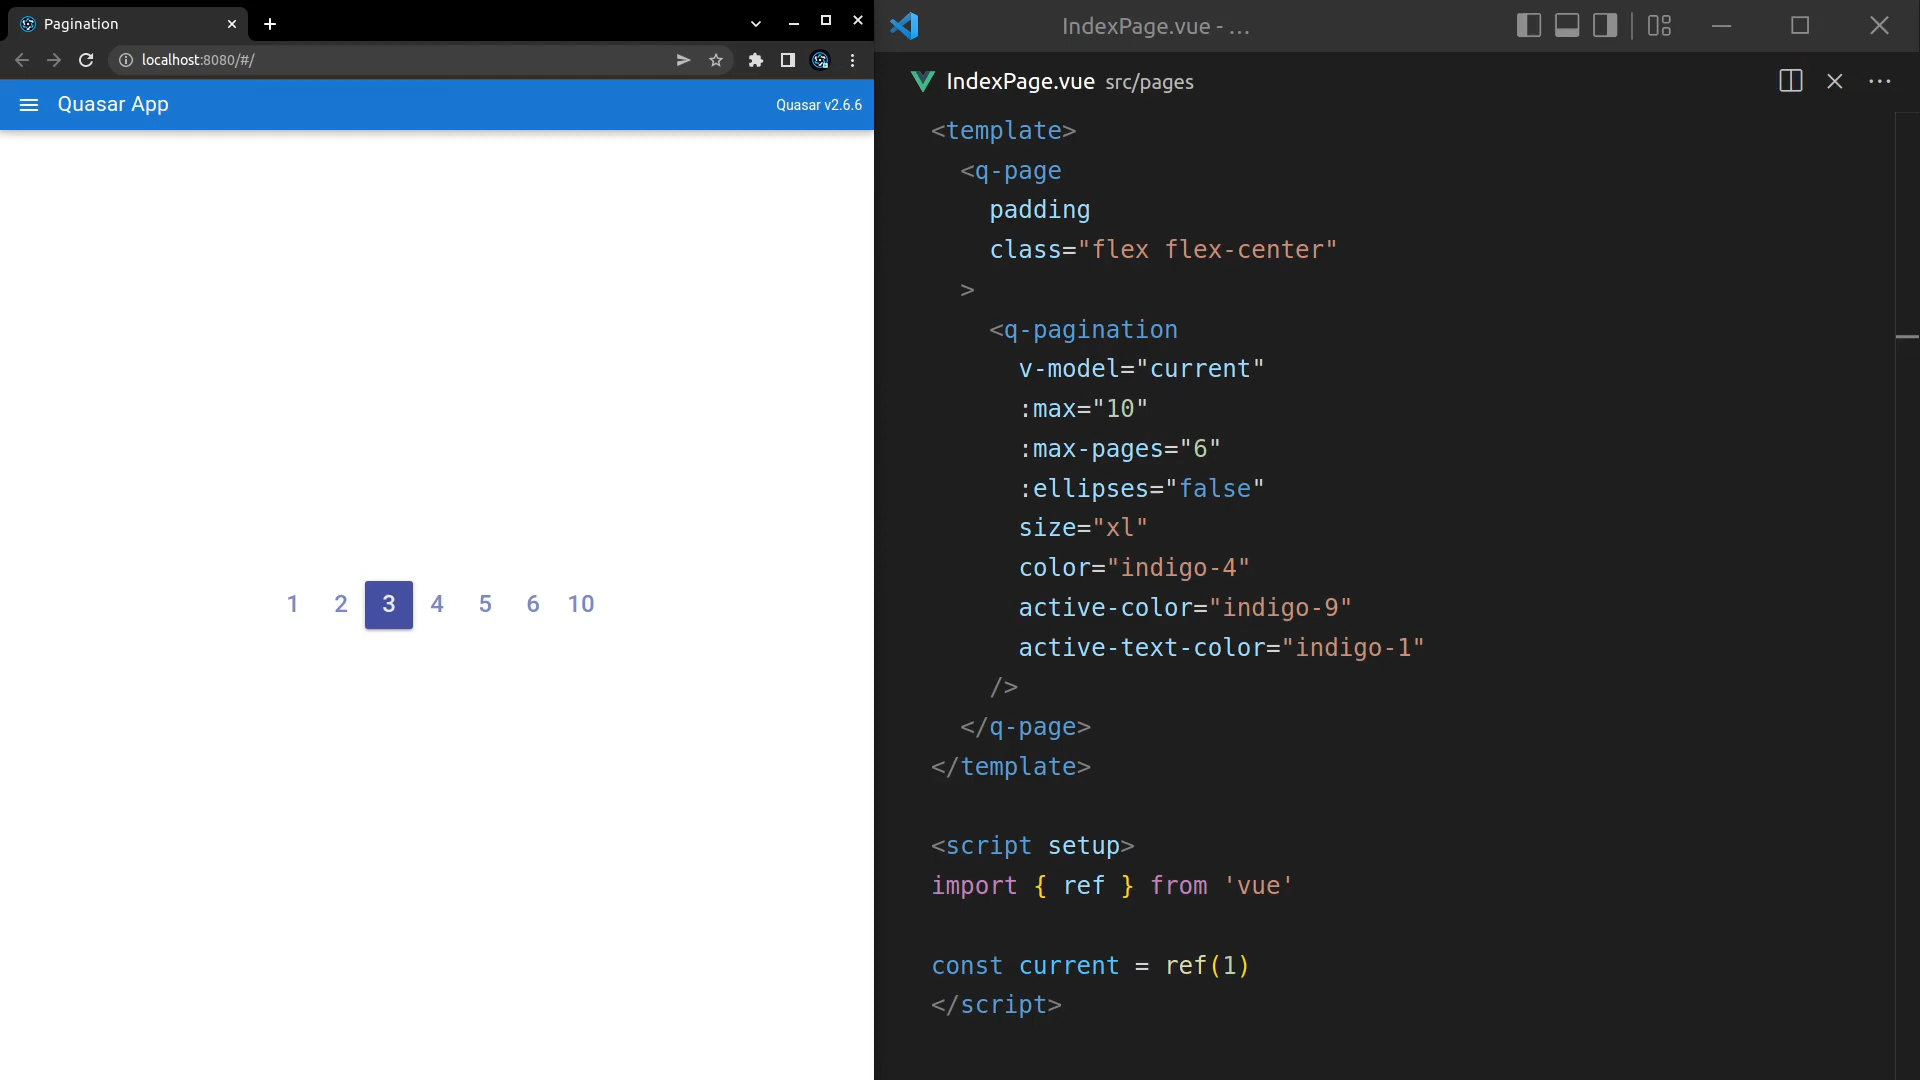 Pagination
localhost:8080/#/
Quasar App
Quasar v2.6.6
1 2 3 4 5 6 10
IndexPage.vue - ...
IndexPage.vue src/pages
<template>
  <q-page
    padding
    class="flex flex-center"
  >
    <q-pagination
      v-model="current"
      :max="10"
      :max-pages="6"
      :ellipses="false"
      size="xl"
      color="indigo-4"
      active-color="indigo-9"
      active-text-color="indigo-1"
    />
  </q-page>
</template>

<script setup>
import { ref } from 'vue'

const current = ref(1)
</script>